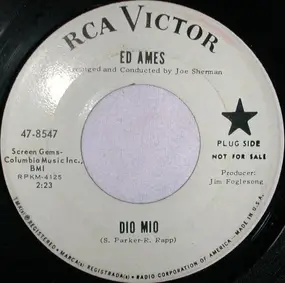 RCA VICTOR
ED AMES
Arranged and Conducted by Joe Sherman
47-8547
Screen Gems-
Columbia Music Inc.,
BMI
RPKM-4125
2:23
PLUG SIDE
NOT FOR SALE
Producer:
Jim Foglesong
DIO MIO
(S. Parker-R. Rapp)
TMK(s) ® REGISTERED • MARCA(s) REGISTRADA(s) • RADIO CORPORATION OF AMERICA — MADE IN U.S.A.